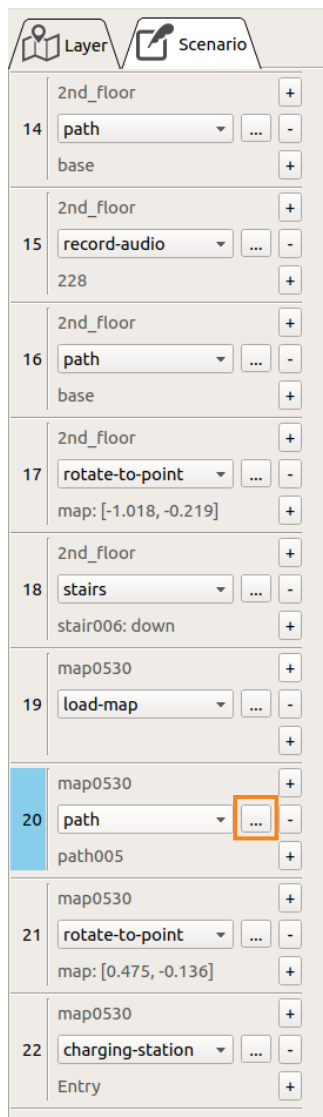 Layer Scenario
2nd_floor +
14 path ... -
base +
2nd_floor +
15 record-audio ... -
228 +
2nd_floor +
16 path ... -
base +
2nd_floor +
17 rotate-to-point ... -
map: [-1.018, -0.219] +
2nd_floor +
18 stairs ... -
stair006: down +
map0530 +
19 load-map ... -
+
map0530 +
20 path ... -
path005 +
map0530 +
21 rotate-to-point ... -
map: [0.475, -0.136] +
map0530 +
22 charging-station ... -
Entry +